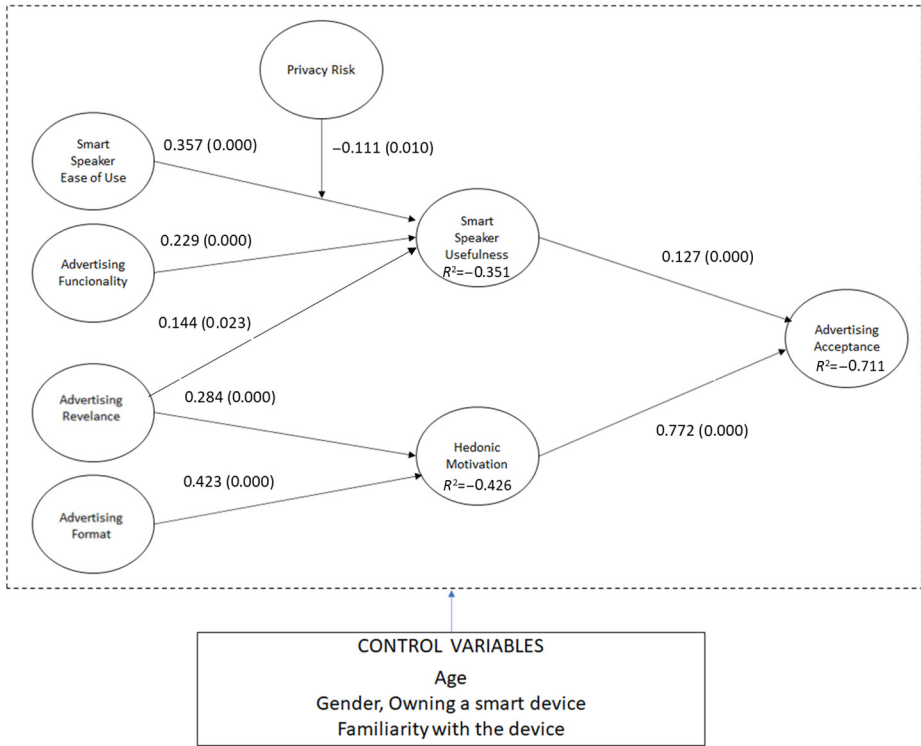 Privacy Risk
Smart
Speaker
Ease of Use
0.357 (0.000)
−0.111 (0.010)
Advertising
Funcionality
0.229 (0.000)
Smart
Speaker
Usefulness
R²=−0.351
0.127 (0.000)
0.144 (0.023)
Advertising
Acceptance
R²=−0.711
Advertising
Revelance
0.284 (0.000)
Hedonic
Motivation
R²=−0.426
0.772 (0.000)
0.423 (0.000)
Advertising
Format
CONTROL VARIABLES
Age
Gender, Owning a smart device
Familiarity with the device